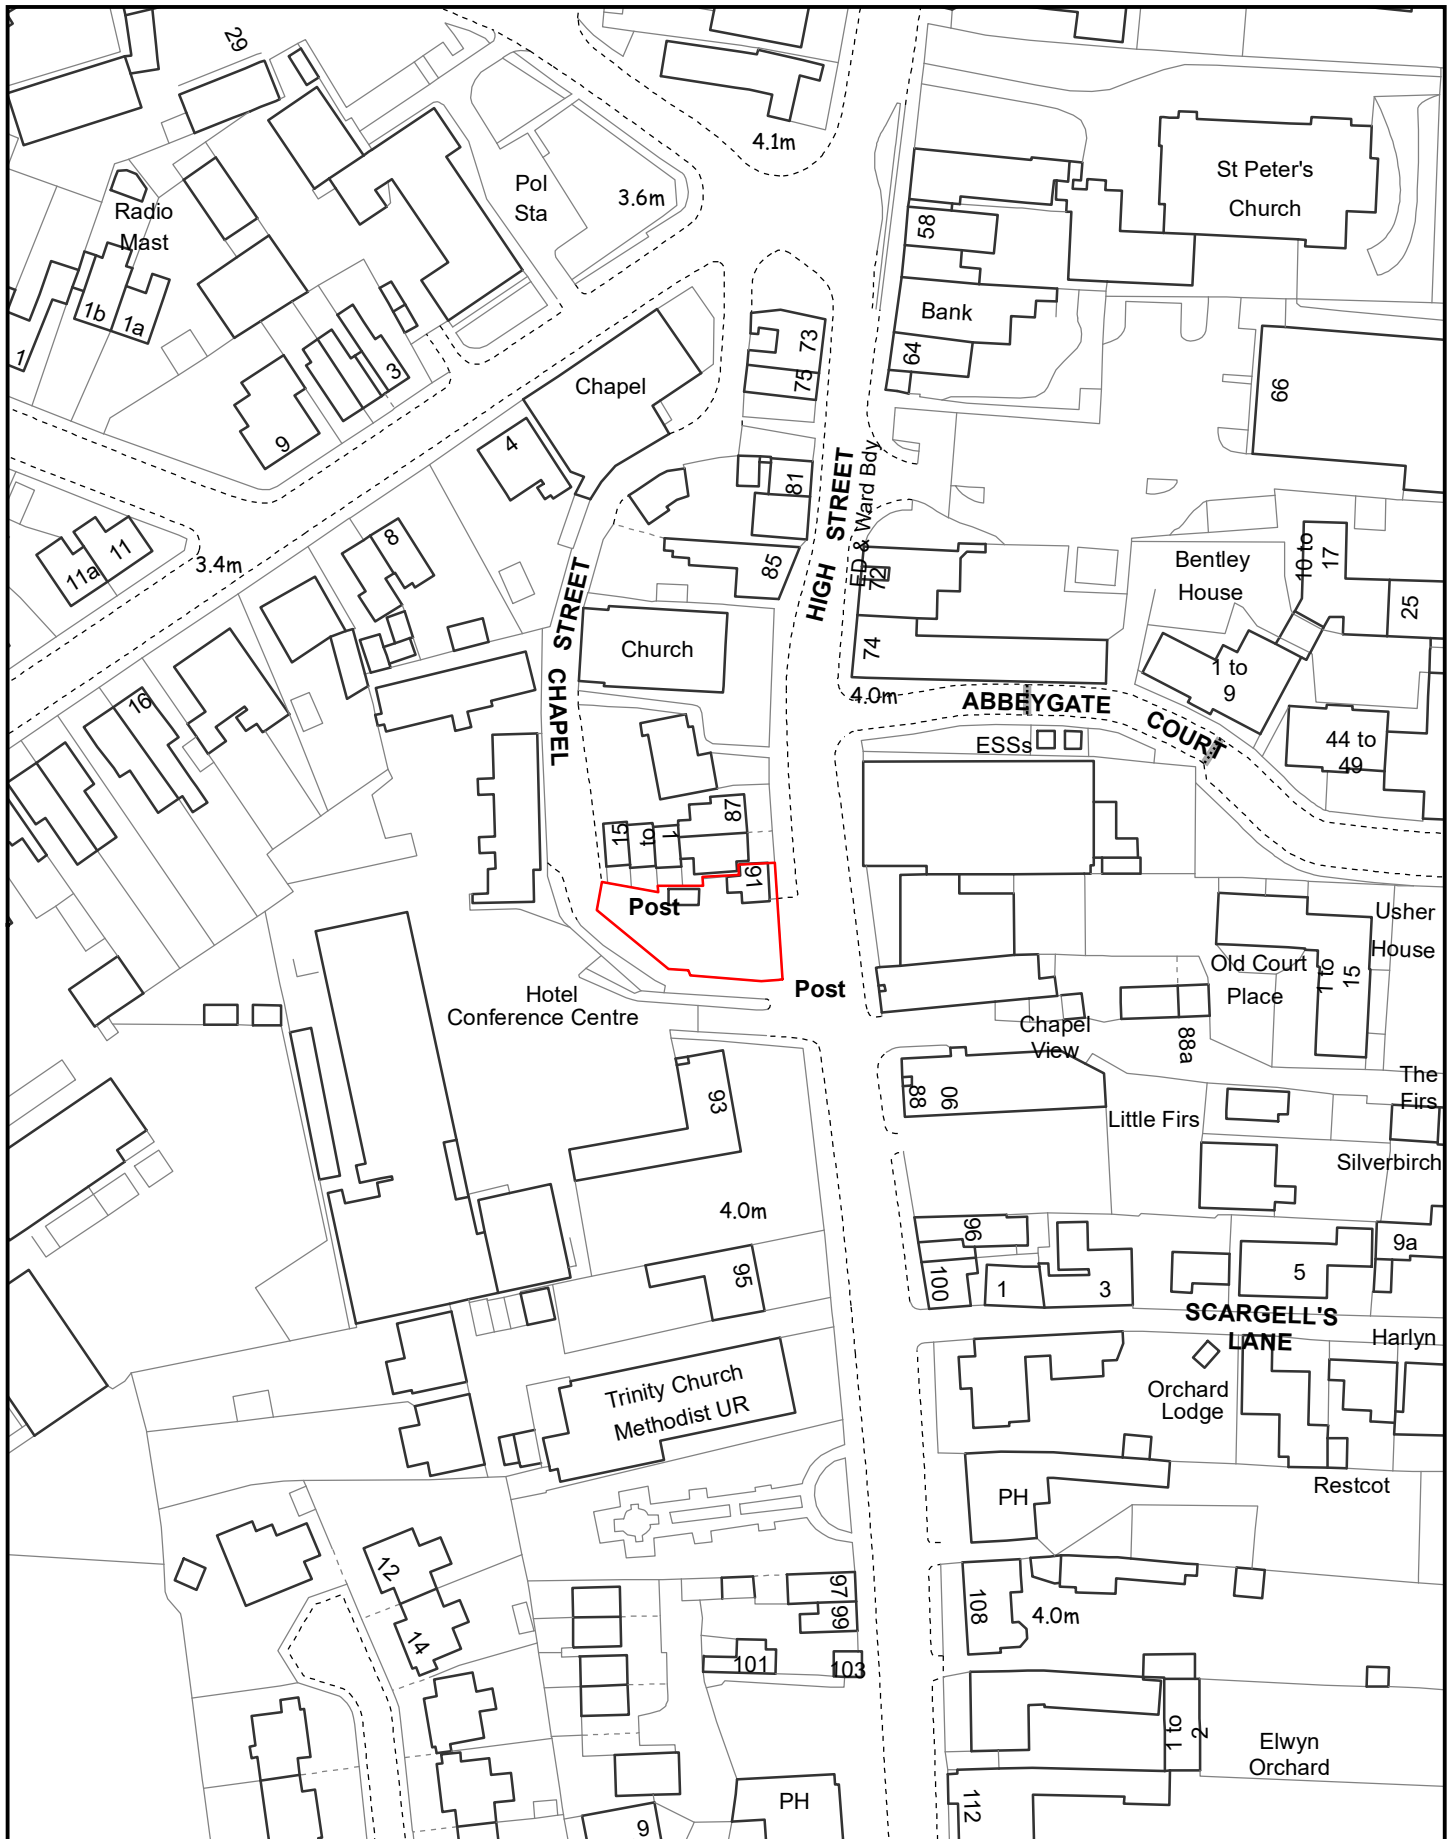 29
4.1m
St Peter's
Church
Pol
Sta
3.6m
Radio
Mast
58
1b
1a
1
Bank
73
64
75
3
Chapel
66
9
4
81
HIGH STREET
ED & Ward Bdy
11
11a
8
3.4m
85
72
Bentley
House
10 to
17
25
CHAPEL STREET
Church
74
1 to
9
4.0m
ABBEYGATE
COURT
16
ESSs
44 to
49
87
15
to
1
91
Post
Usher
House
Old Court
Place
1 to
15
Post
Hotel
Conference Centre
Chapel
View
88a
The
Firs
93
88
90
Little Firs
Silverbirch
4.0m
96
9a
95
100
1
3
5
SCARGELL'S
LANE
Harlyn
Trinity Church
Methodist UR
Orchard
Lodge
Restcot
PH
12
97
99
108
4.0m
14
101
103
1 to
2
Elwyn
Orchard
PH
112
9